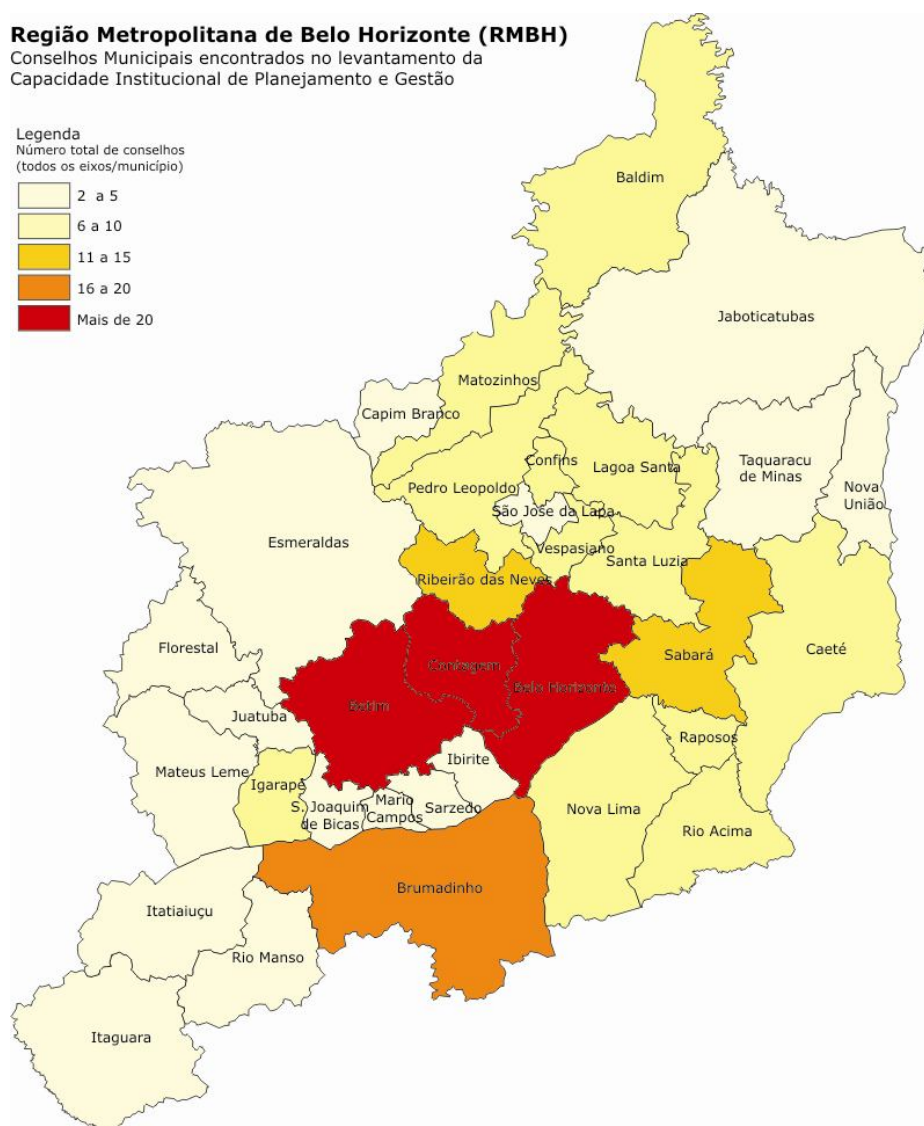 Região Metropolitana de Belo Horizonte (RMBH)
Conselhos Municipais encontrados no levantamento da
Capacidade Institucional de Planejamento e Gestão
Legenda
Número total de conselhos
(todos os eixos/município)
2 a 5
6 a 10
11 a 15
16 a 20
Mais de 20
Baldim
Jaboticatubas
Matozinhos
Capim Branco
Confins
Lagoa Santa
Taquaracu
de Minas
Pedro Leopoldo
Nova
União
São Jose da Lapa
Esmeraldas
Vespasiano
Santa Luzia
Ribeirão das Neves
Florestal
Sabará
Caeté
Contagem
Belo Horizonte
Betim
Juatuba
Raposos
Ibirite
Mateus Leme
Igarapé
S. Joaquim
de Bicas
Mario
Campos
Sarzedo
Nova Lima
Rio Acima
Brumadinho
Itatiaiuçu
Rio Manso
Itaguara